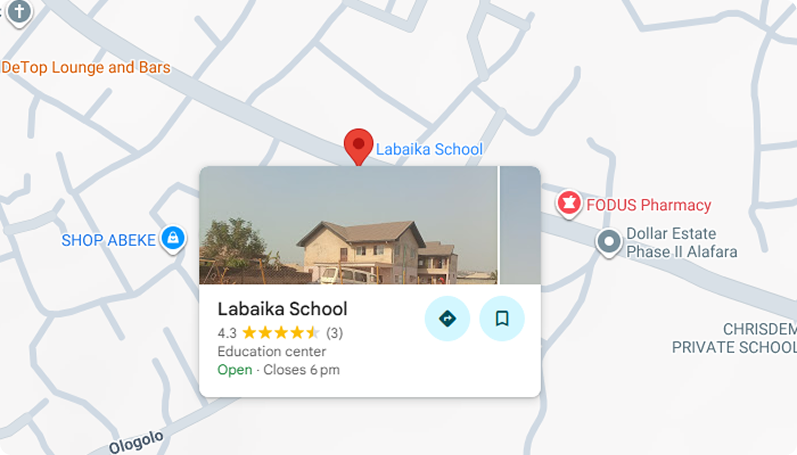 DeTop Lounge and Bars
Labaika School
FODUS Pharmacy
SHOP ABEKE
Dollar Estate
Phase II Alafara
Labaika School
4.3 (3)
Education center
Open · Closes 6 pm
CHRISDEM
PRIVATE SCHOOL
Ologolo